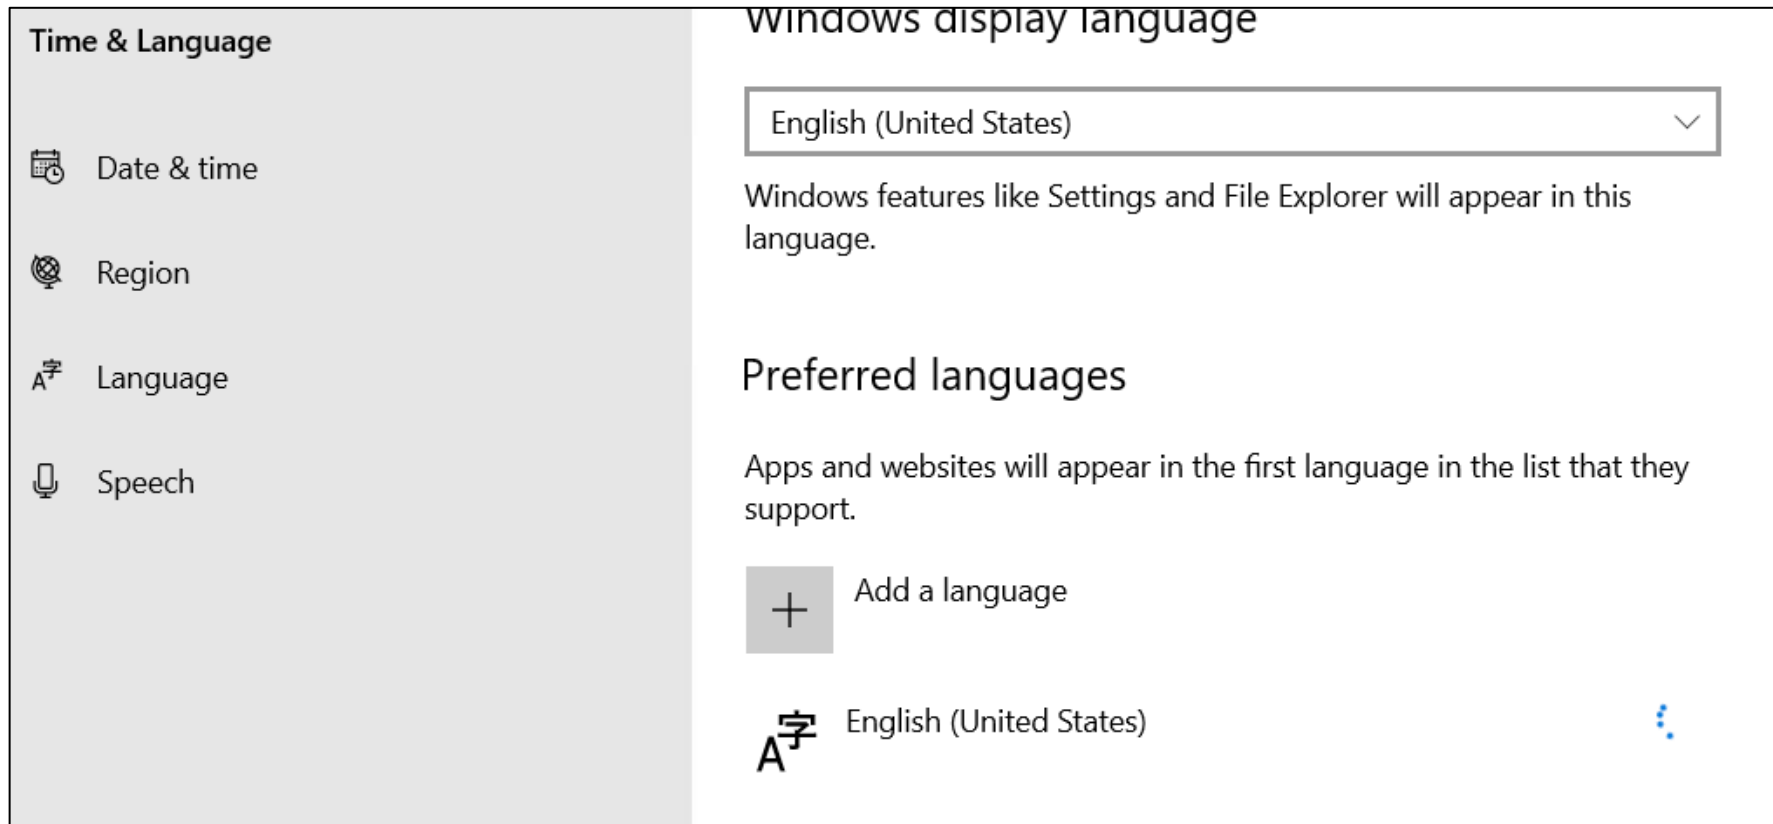 Time & Language
Date & time
Region
Language
Speech
Windows display language
English (United States)
Windows features like Settings and File Explorer will appear in this
language.
Preferred languages
Apps and websites will appear in the first language in the list that they
support.
Add a language
English (United States)